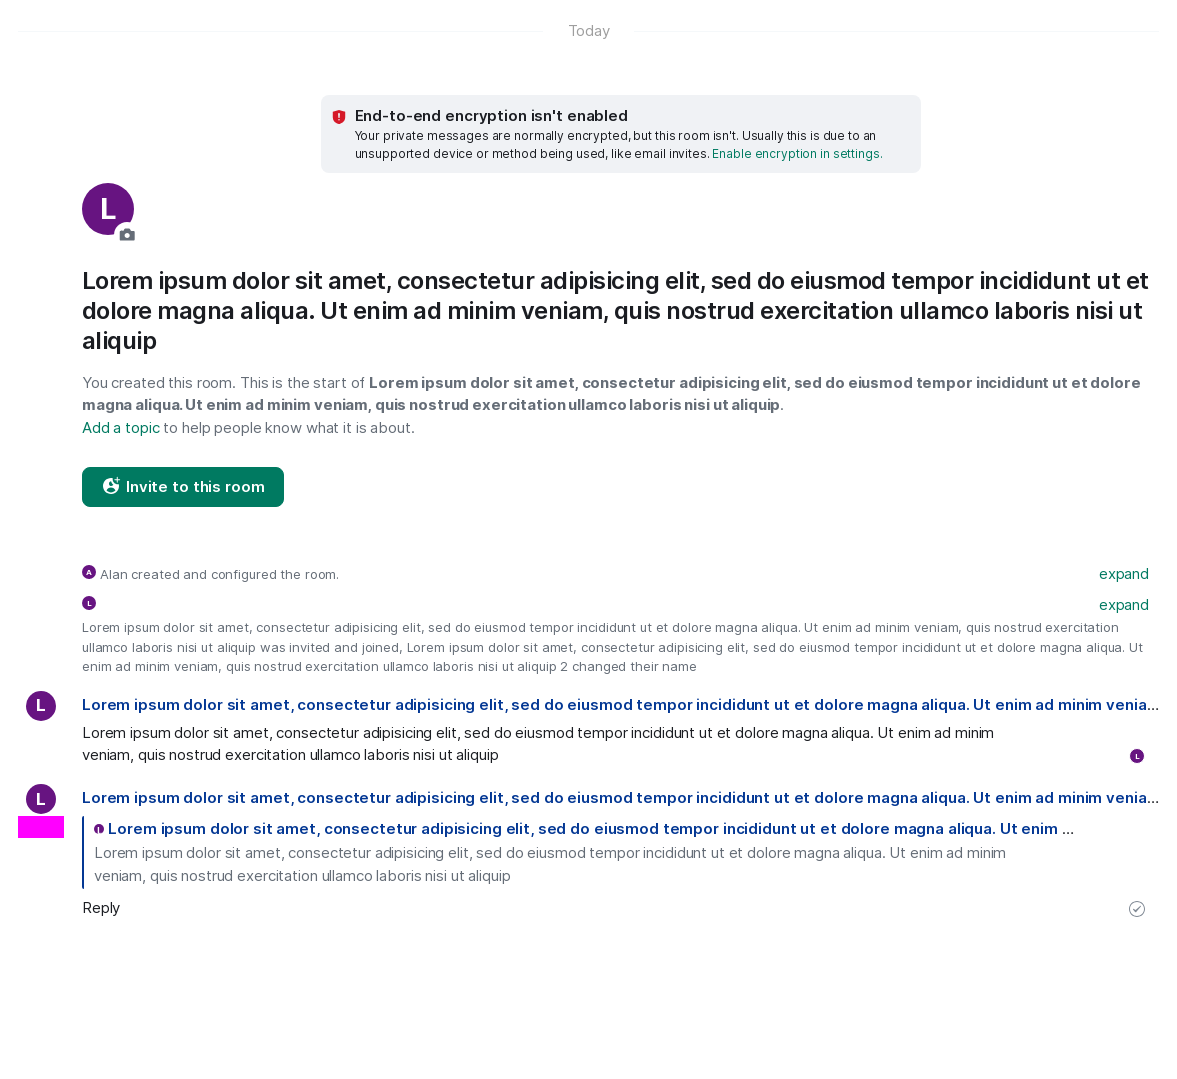 Today
End-to-end encryption isn't enabled
Your private messages are normally encrypted, but this room isn't. Usually this is due to an
unsupported device or method being used, like email invites. Enable encryption in settings.
L
Lorem ipsum dolor sit amet, consectetur adipisicing elit, sed do eiusmod tempor incididunt ut et
dolore magna aliqua. Ut enim ad minim veniam, quis nostrud exercitation ullamco laboris nisi ut
aliquip
You created this room. This is the start of Lorem ipsum dolor sit amet, consectetur adipisicing elit, sed do eiusmod tempor incididunt ut et dolore
magna aliqua. Ut enim ad minim veniam, quis nostrud exercitation ullamco laboris nisi ut aliquip.
Add a topic to help people know what it is about.
Invite to this room
A Alan created and configured the room. expand
L expand
Lorem ipsum dolor sit amet, consectetur adipisicing elit, sed do eiusmod tempor incididunt ut et dolore magna aliqua. Ut enim ad minim veniam, quis nostrud exercitation
ullamco laboris nisi ut aliquip was invited and joined, Lorem ipsum dolor sit amet, consectetur adipisicing elit, sed do eiusmod tempor incididunt ut et dolore magna aliqua. Ut
enim ad minim veniam, quis nostrud exercitation ullamco laboris nisi ut aliquip 2 changed their name
L Lorem ipsum dolor sit amet, consectetur adipisicing elit, sed do eiusmod tempor incididunt ut et dolore magna aliqua. Ut enim ad minim venia...
Lorem ipsum dolor sit amet, consectetur adipisicing elit, sed do eiusmod tempor incididunt ut et dolore magna aliqua. Ut enim ad minim
veniam, quis nostrud exercitation ullamco laboris nisi ut aliquip L
L Lorem ipsum dolor sit amet, consectetur adipisicing elit, sed do eiusmod tempor incididunt ut et dolore magna aliqua. Ut enim ad minim venia...
L Lorem ipsum dolor sit amet, consectetur adipisicing elit, sed do eiusmod tempor incididunt ut et dolore magna aliqua. Ut enim ...
Lorem ipsum dolor sit amet, consectetur adipisicing elit, sed do eiusmod tempor incididunt ut et dolore magna aliqua. Ut enim ad minim
veniam, quis nostrud exercitation ullamco laboris nisi ut aliquip
Reply